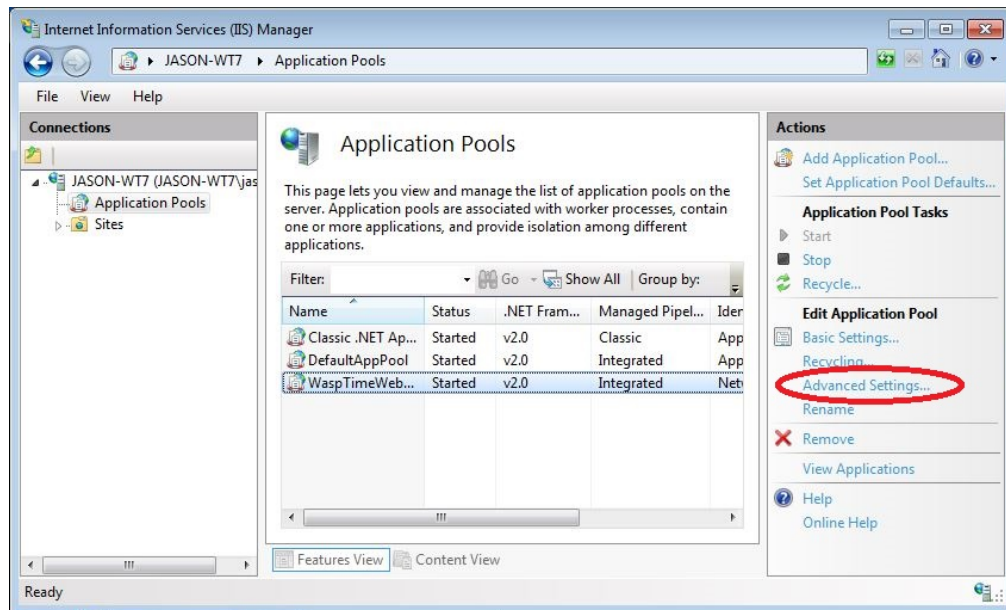 Internet Information Services (IIS) Manager
JASON-WT7 Application Pools
File View Help
Connections
JASON-WT7 (JASON-WT7\jas
Application Pools
Sites
Application Pools
This page lets you view and manage the list of application pools on the
server. Application pools are associated with worker processes, contain
one or more applications, and provide isolation among different
applications.
Filter: Go Show All Group by:
Name Status .NET Fram... Managed Pipel... Iden
Classic .NET Ap... Started v2.0 Classic App
DefaultAppPool Started v2.0 Integrated App
WaspTimeWeb... Started v2.0 Integrated Netw
Features View Content View
Actions
Add Application Pool...
Set Application Pool Defaults...
Application Pool Tasks
Start
Stop
Recycle...
Edit Application Pool
Basic Settings...
Recycling...
Advanced Settings...
Rename
Remove
View Applications
Help
Online Help
Ready